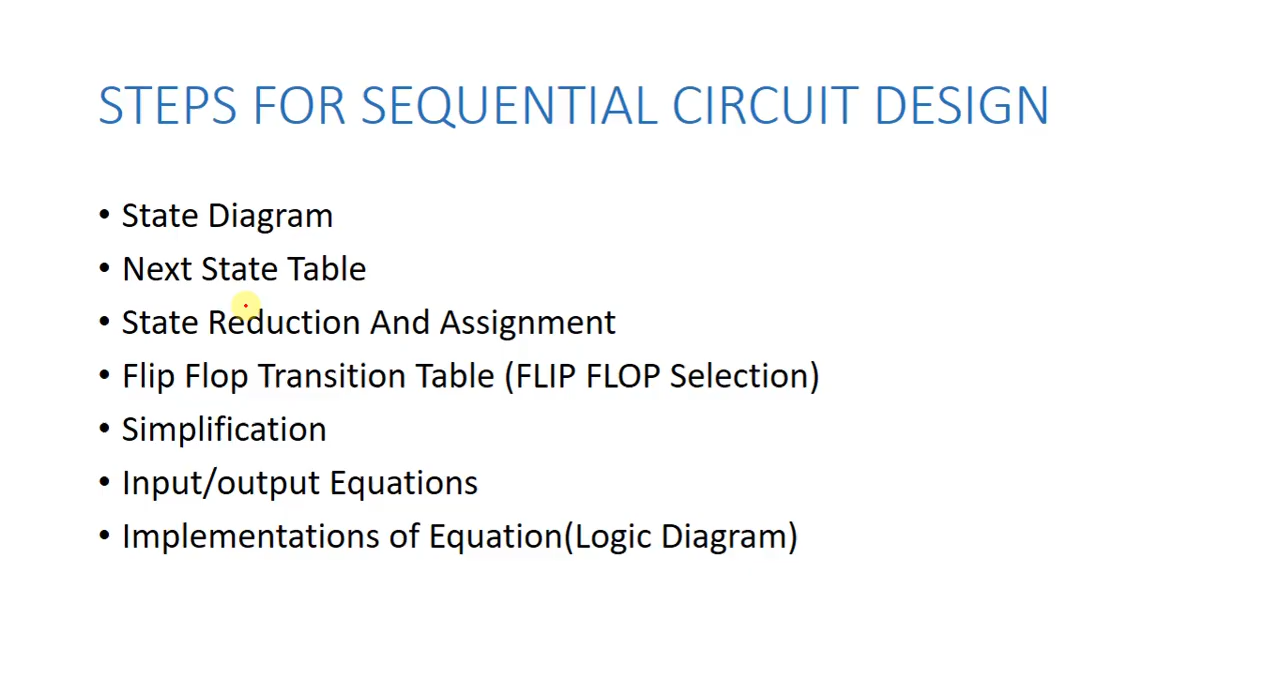 STEPS FOR SEQUENTIAL CIRCUIT DESIGN
• State Diagram
• Next State Table
• State Reduction And Assignment
• Flip Flop Transition Table (FLIP FLOP Selection)
• Simplification
• Input/output Equations
• Implementations of Equation(Logic Diagram)